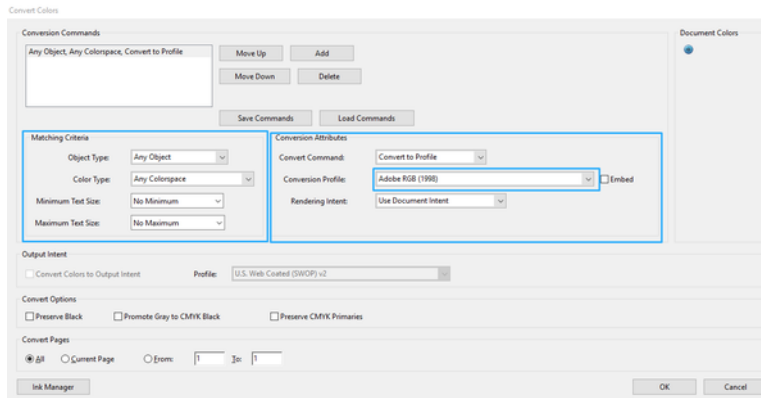 Convert Colors
Conversion Commands
Document Colors
Any Object, Any Colorspace, Convert to Profile
Move Up
Add
Move Down
Delete
Save Commands
Load Commands
Matching Criteria
Object Type: Any Object
Color Type: Any Colorspace
Minimum Text Size: No Minimum
Maximum Text Size: No Maximum
Conversion Attributes
Convert Command: Convert to Profile
Conversion Profile: Adobe RGB (1998) Embed
Rendering Intent: Use Document Intent
Output Intent
Convert Colors to Output Intent Profile: U.S. Web Coated (SWOP) v2
Convert Options
Preserve Black Promote Gray to CMYK Black Preserve CMYK Primaries
Convert Pages
All Current Page From: 1 To: 1
Ink Manager OK Cancel